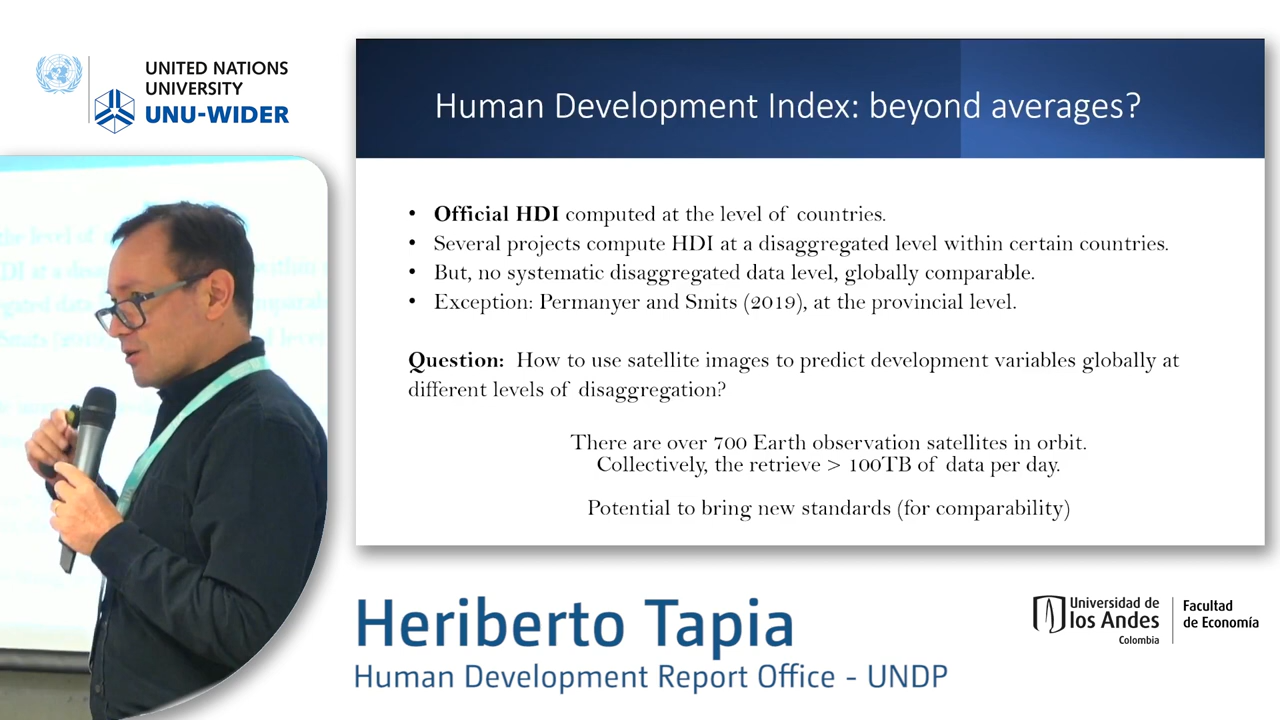 UNITED NATIONS
UNIVERSITY
UNU-WIDER
Human Development Index: beyond averages?
• Official HDI computed at the level of countries.
• Several projects compute HDI at a disaggregated level within certain countries.
• But, no systematic disaggregated data level, globally comparable.
• Exception: Permanyer and Smits (2019), at the provincial level.
Question: How to use satellite images to predict development variables globally at
different levels of disaggregation?
There are over 700 Earth observation satellites in orbit.
Collectively, the retrieve > 100TB of data per day.
Potential to bring new standards (for comparability)
Heriberto Tapia
Human Development Report Office - UNDP
Universidad de
los Andes
Colombia
Facultad
de Economía